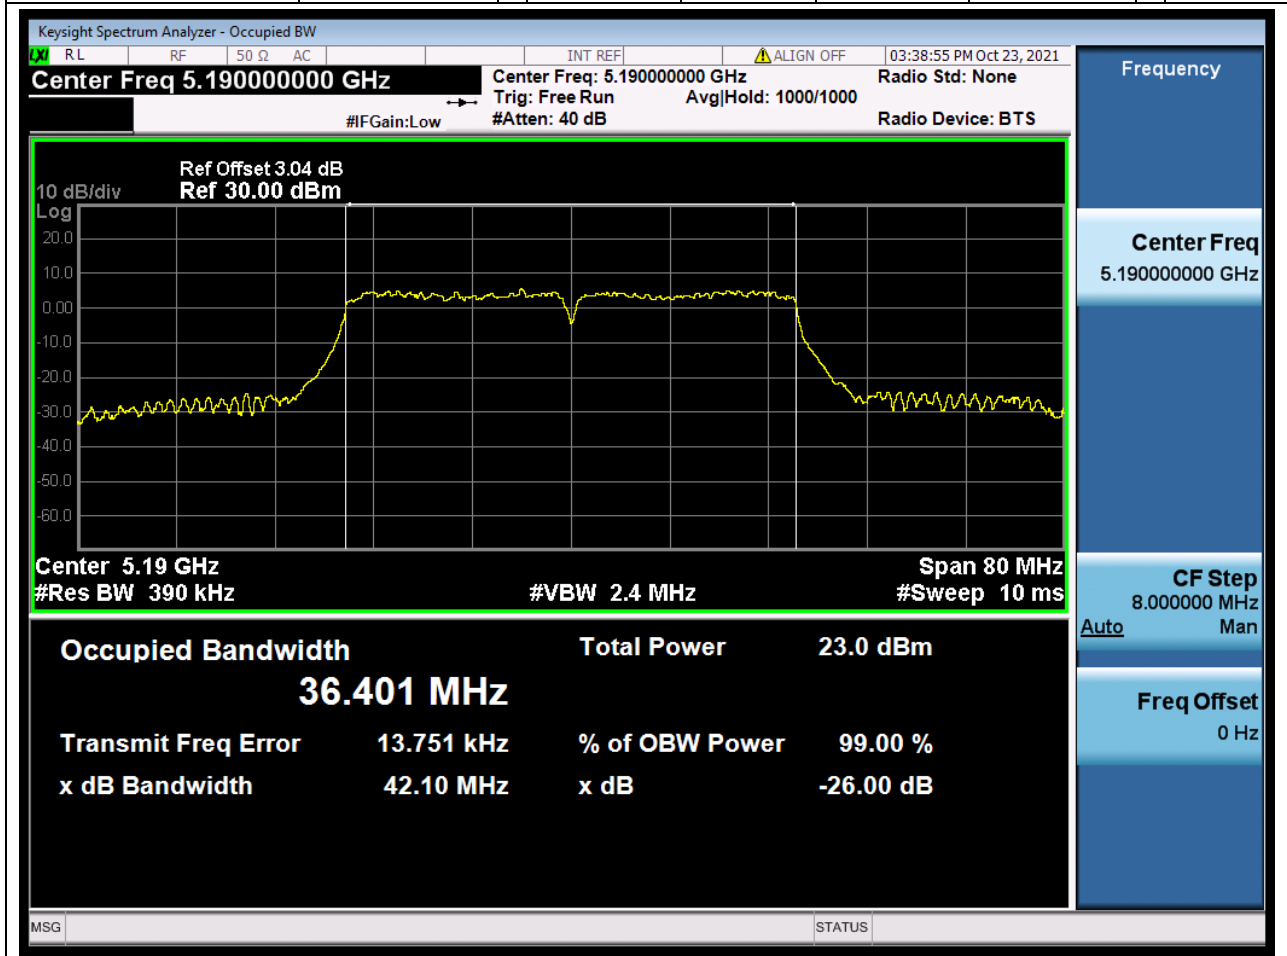 Keysight Spectrum Analyzer - Occupied BW
LXI RL RF 50 Ω AC INT REF ALIGN OFF 03:38:55 PM Oct 23, 2021
Center Freq 5.190000000 GHz
Center Freq: 5.190000000 GHz Radio Std: None
Trig: Free Run Avg|Hold: 1000/1000
#IFGain:Low #Atten: 40 dB Radio Device: BTS
Ref Offset 3.04 dB
10 dB/div Ref 30.00 dBm
Log
20.0
10.0
0.00
-10.0
-20.0
-30.0
-40.0
-50.0
-60.0
Center 5.19 GHz Span 80 MHz
#Res BW 390 kHz #VBW 2.4 MHz #Sweep 10 ms
Occupied Bandwidth Total Power 23.0 dBm
36.401 MHz
Transmit Freq Error 13.751 kHz % of OBW Power 99.00 %
x dB Bandwidth 42.10 MHz x dB -26.00 dB
MSG STATUS
Frequency
Center Freq
5.190000000 GHz
CF Step
8.000000 MHz
Auto Man
Freq Offset
0 Hz